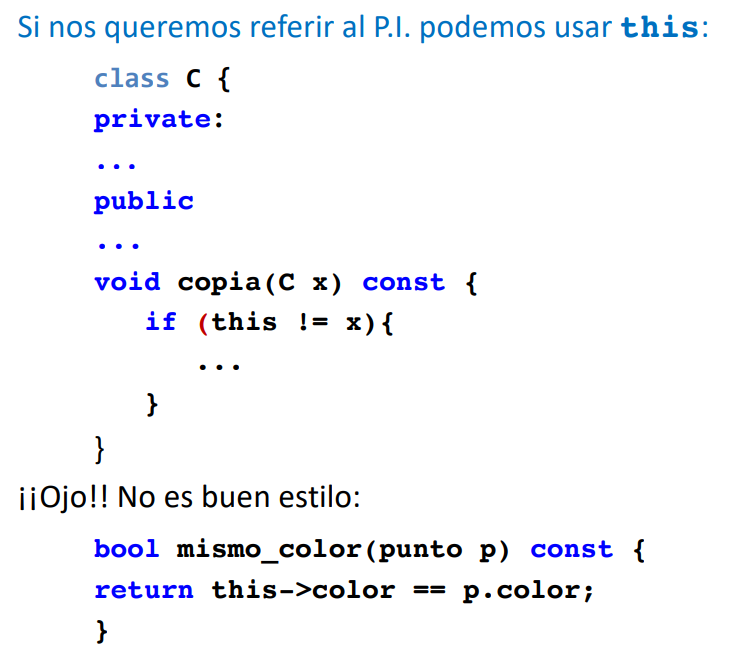 Si nos queremos referir al P.I. podemos usar this:
class C {
private:
...
public
...
void copia(C x) const {
if (this != x){
...
}
}
¡¡Ojo!! No es buen estilo:
bool mismo_color(punto p) const {
return this->color == p.color;
}